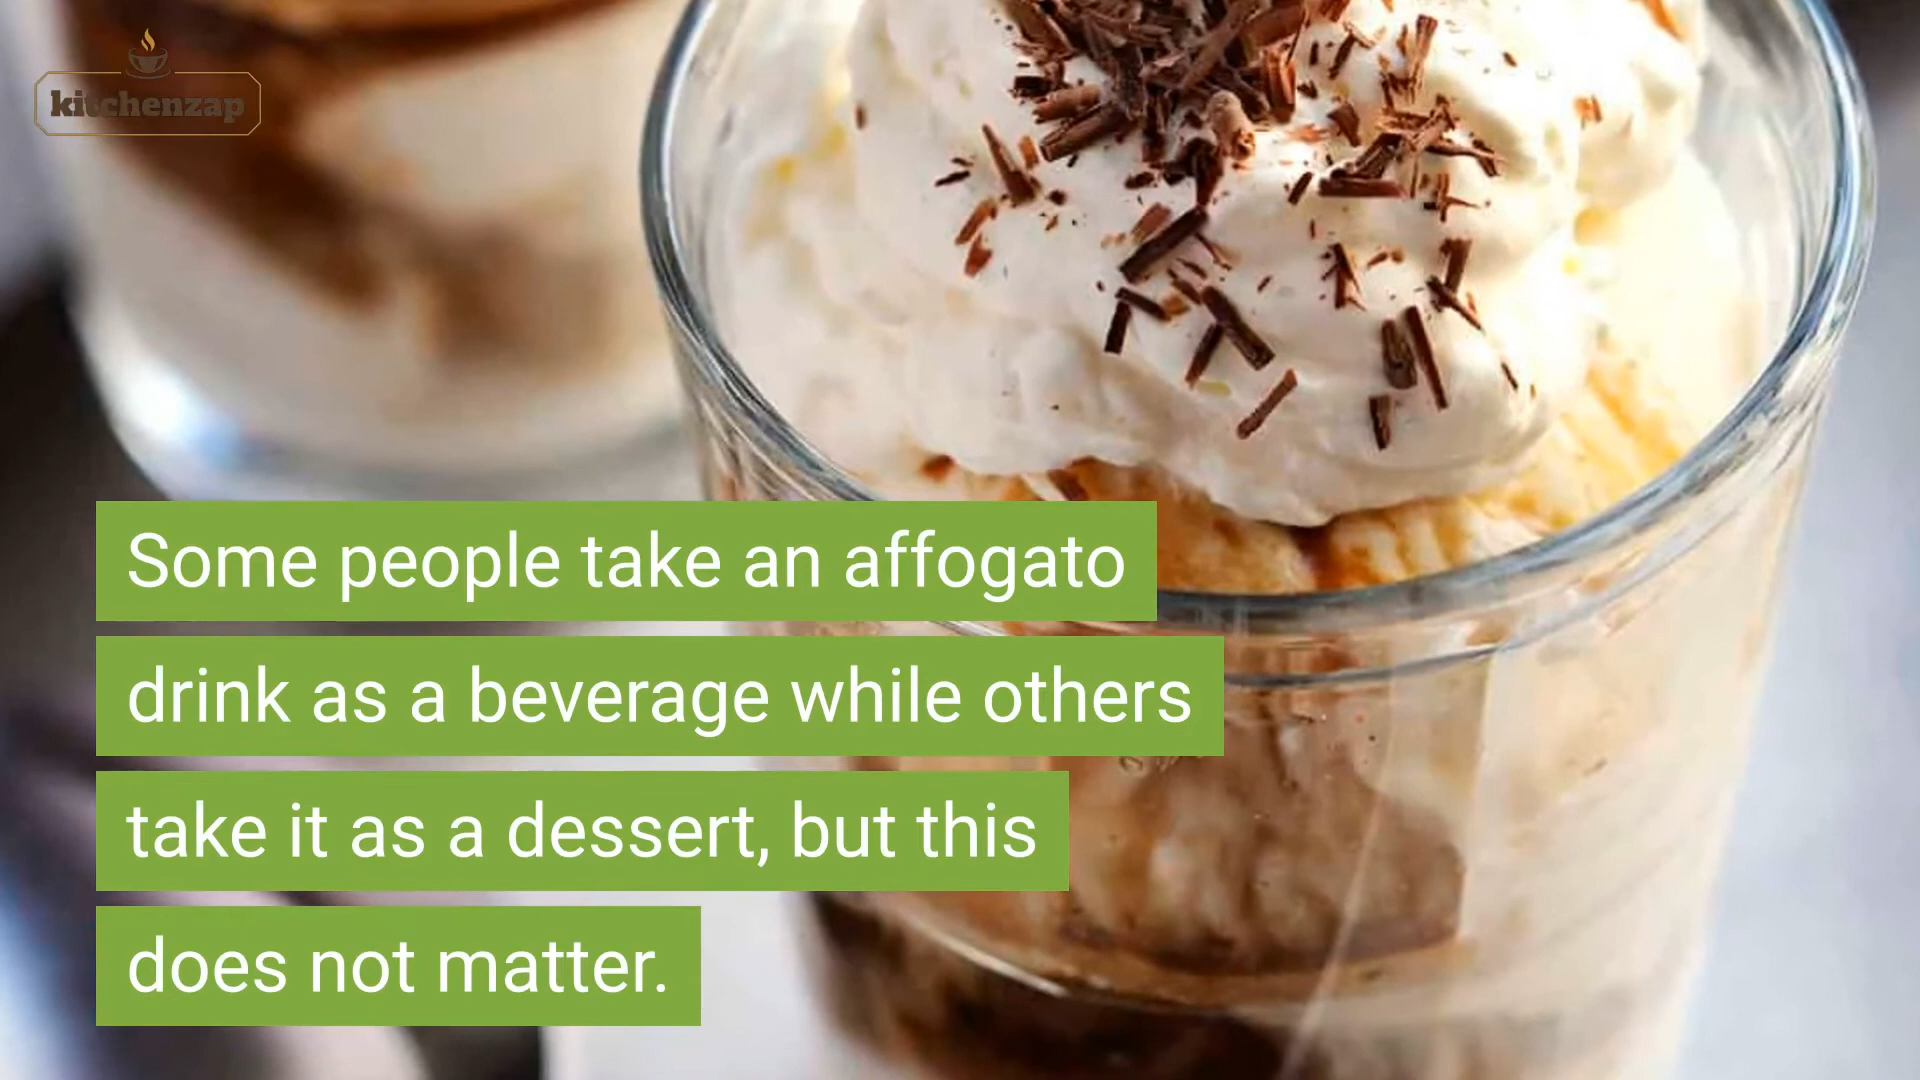 kitchenzap
Some people take an affogato
drink as a beverage while others
take it as a dessert, but this
does not matter.